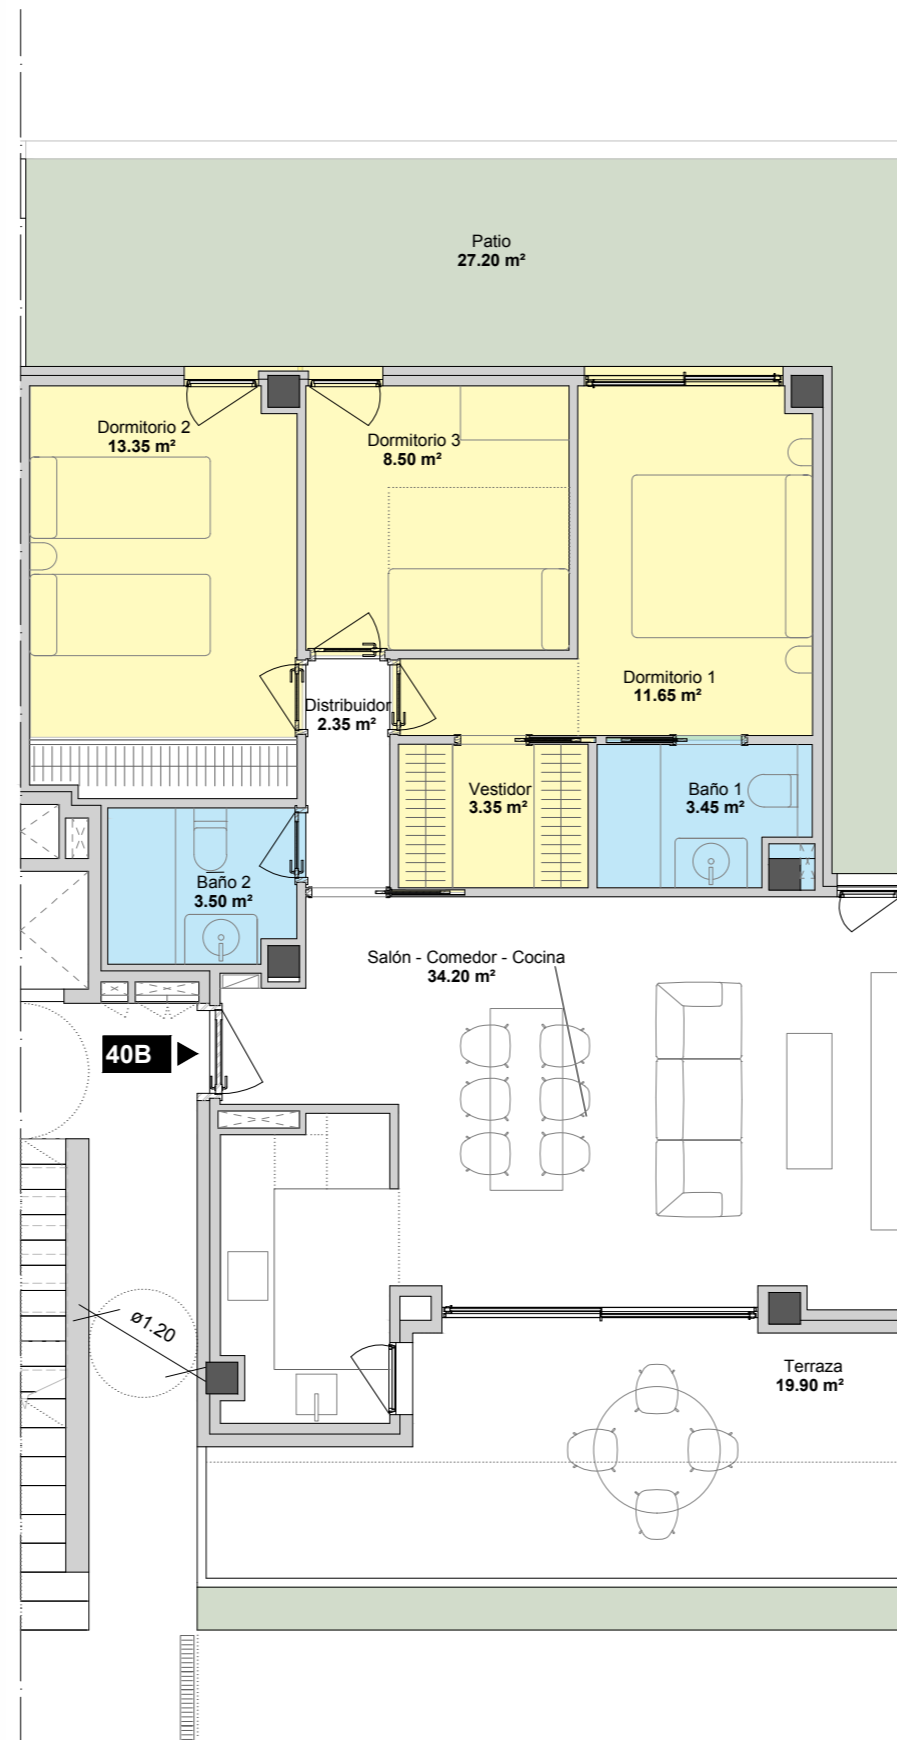 Patio
27.20 m²
Dormitorio 2
13.35 m²
Dormitorio 3
8.50 m²
Dormitorio 1
11.65 m²
Distribuidor
2.35 m²
Vestidor
3.35 m²
Baño 1
3.45 m²
Baño 2
3.50 m²
Salón - Comedor - Cocina
34.20 m²
40B
ø1.20
Terraza
19.90 m²